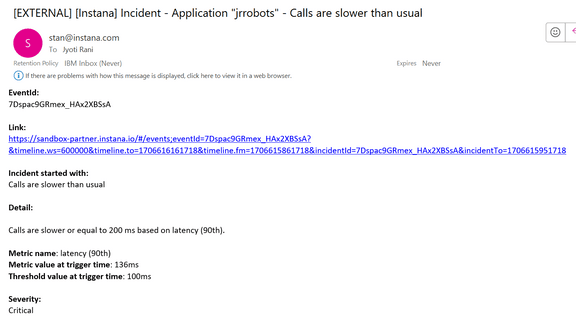 [EXTERNAL] [Instana] Incident - Application "jrrobots" - Calls are slower than usual
S
stan@instana.com
To Jyoti Rani
Retention Policy IBM Inbox (Never)
Expires Never
If there are problems with how this message is displayed, click here to view it in a web browser.
EventId:
7Dspac9GRmex_HAx2XBSsA
Link:
https://sandbox-partner.instana.io/#/events;eventId=7Dspac9GRmex_HAx2XBSsA?
&timeline.ws=600000&timeline.to=1706616161718&timeline.fm=1706615861718&incidentId=7Dspac9GRmex_HAx2XBSsA&incidentTo=1706615951718
Incident started with:
Calls are slower than usual
Detail:
Calls are slower or equal to 200 ms based on latency (90th).
Metric name: latency (90th)
Metric value at trigger time: 136ms
Threshold value at trigger time: 100ms
Severity:
Critical